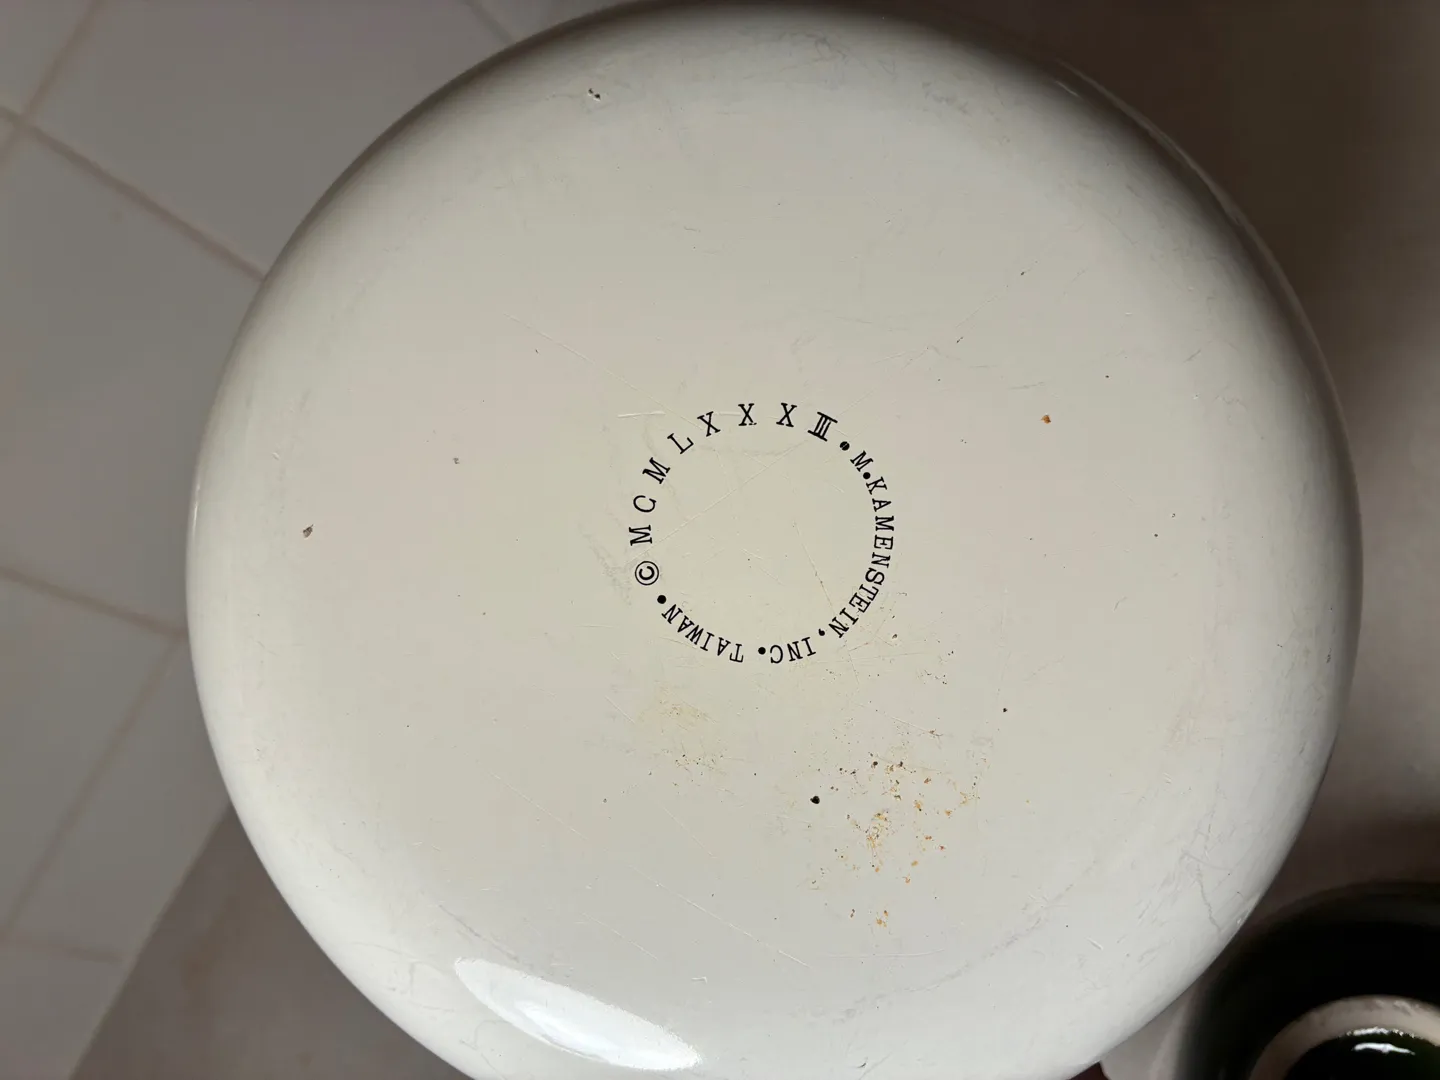 © MCMLXXXIII • M•KAMENSTEIN, INC. • TAIWAN •